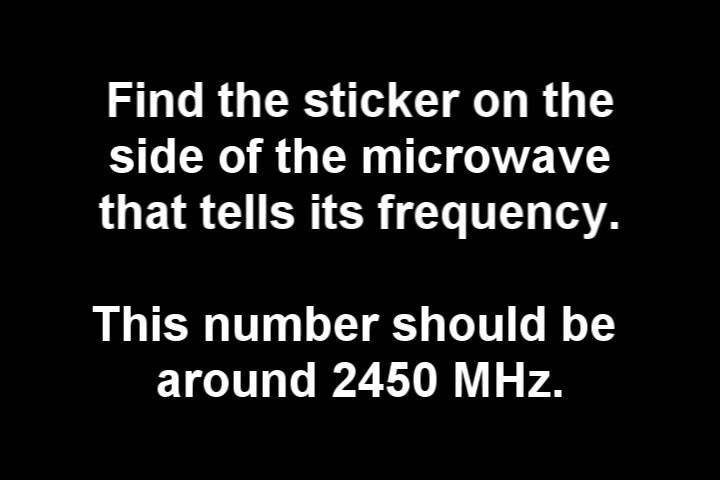 Find the sticker on the
side of the microwave
that tells its frequency.
This number should be
around 2450 MHz.